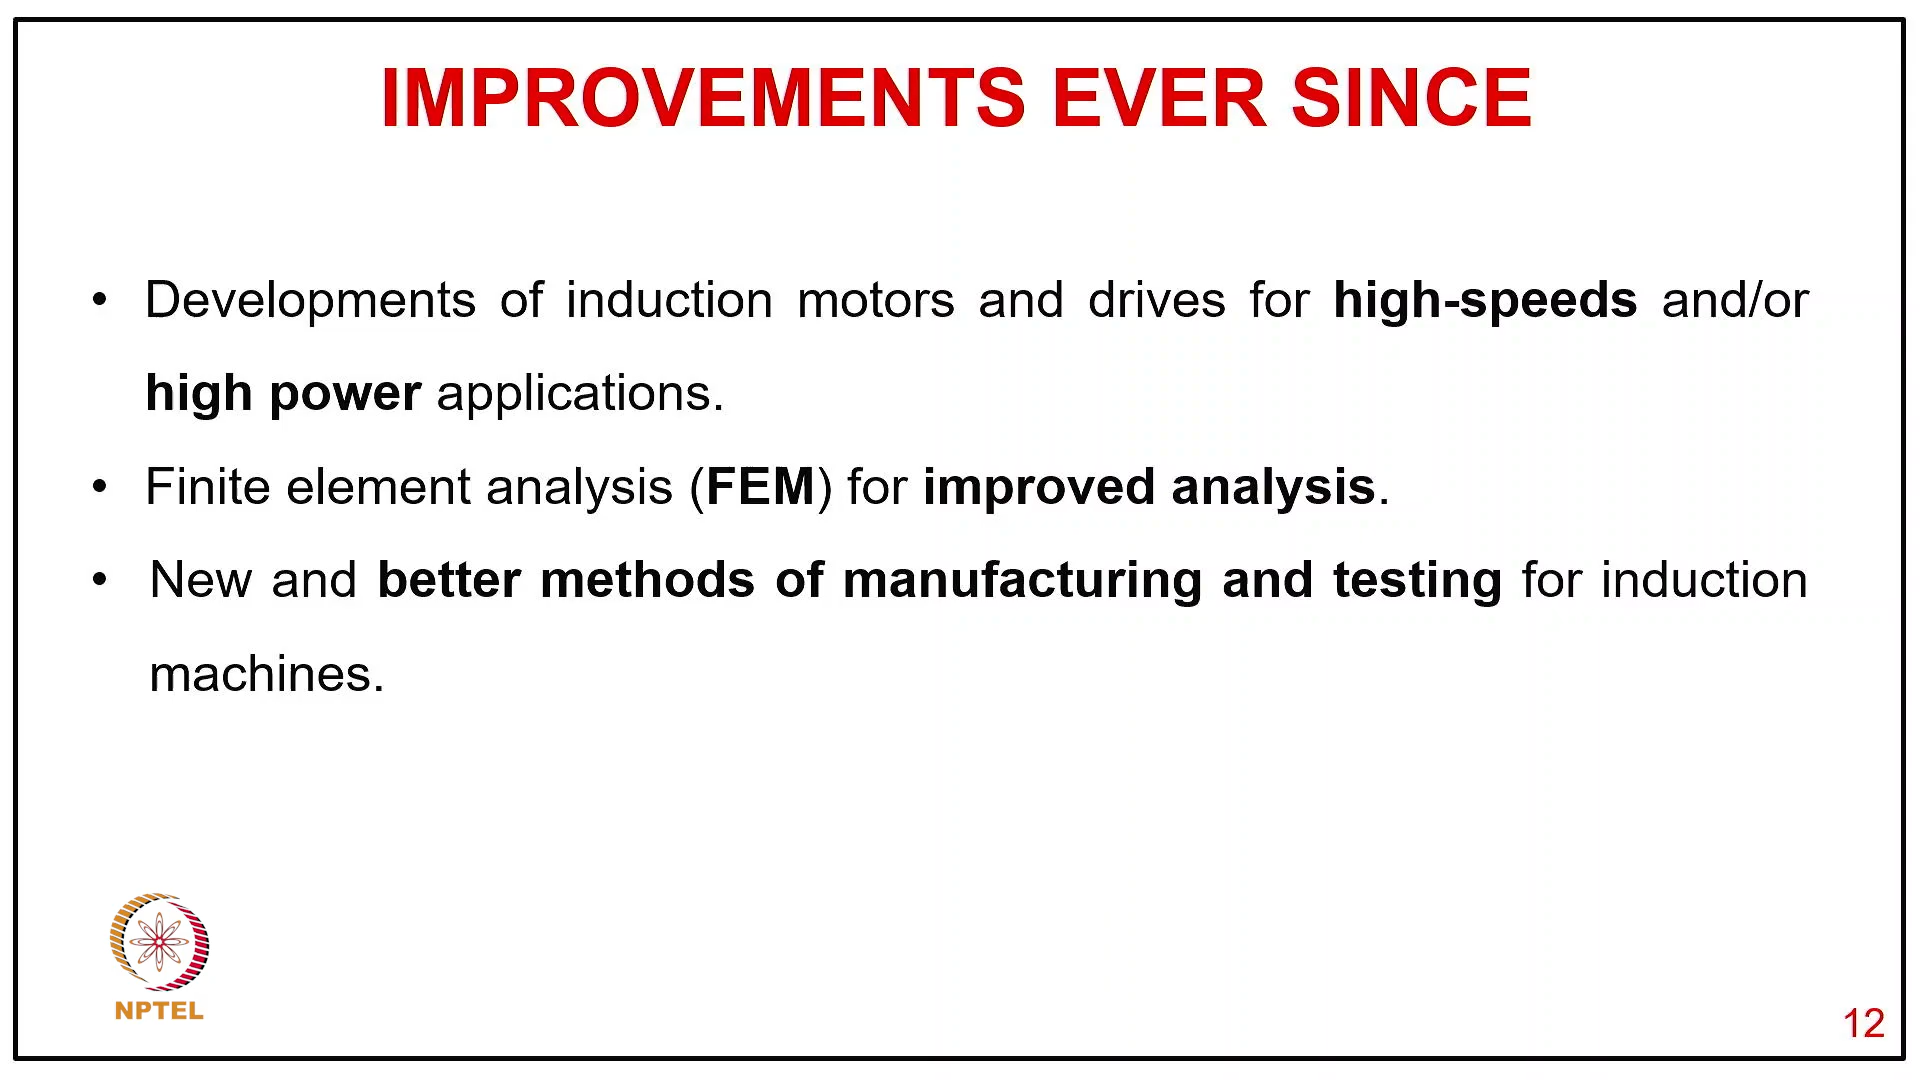 IMPROVEMENTS EVER SINCE
• Developments of induction motors and drives for high-speeds and/or
high power applications.
• Finite element analysis (FEM) for improved analysis.
• New and better methods of manufacturing and testing for induction
machines.
NPTEL
12